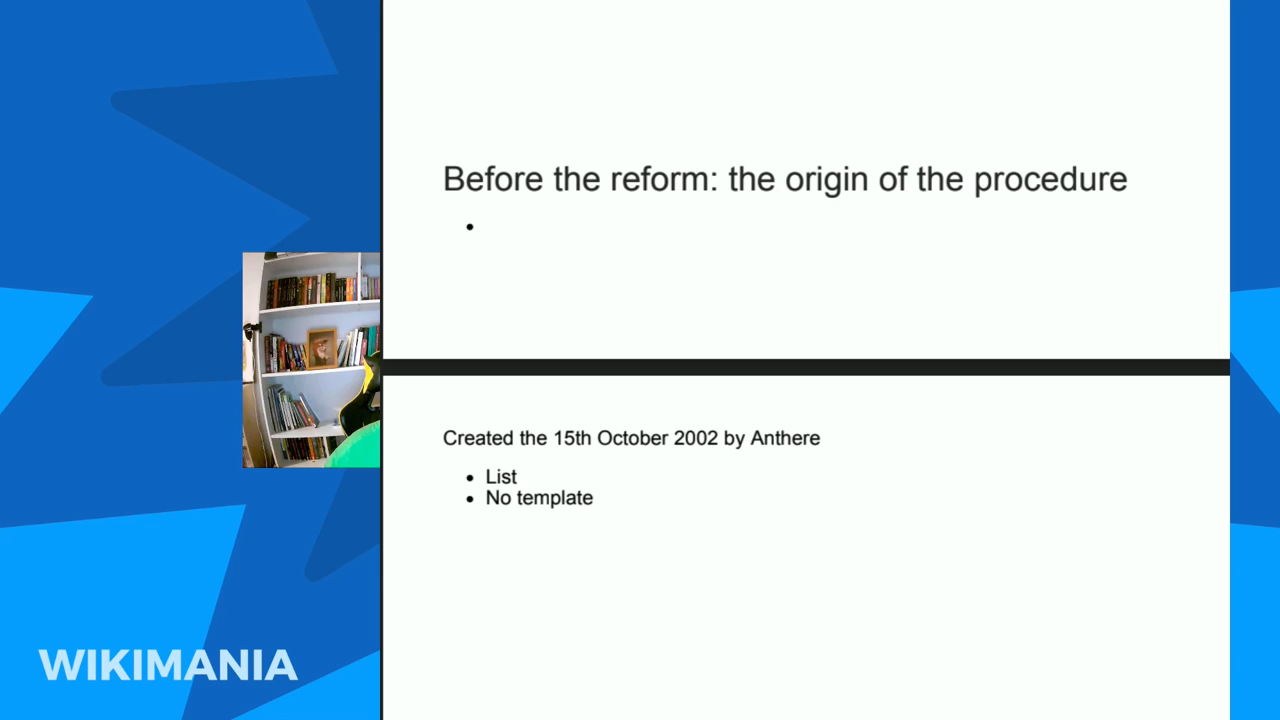 Before the reform: the origin of the procedure
Created the 15th October 2002 by Anthere
• List
• No template
WIKIMANIA